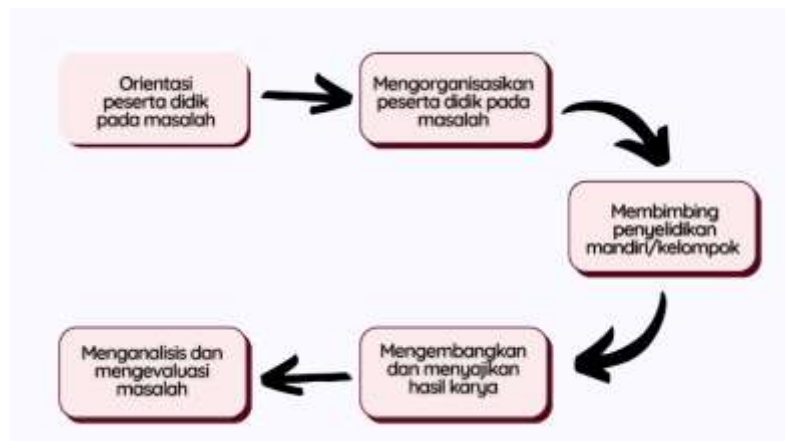 Orientasi
peserta didik
pada masalah
Mengorganisasikan
peserta didik pada
masalah
Membimbing
penyelidikan
mandiri/kelompok
Mengembangkan
dan menyajikan
hasil karya
Menganalisis dan
mengevaluasi
masalah